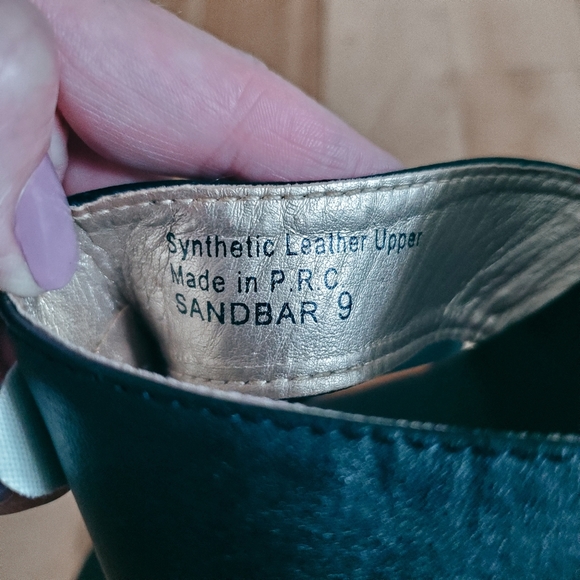 Synthetic Leather Upper
Made in P.R.C.
SANDBAR 9